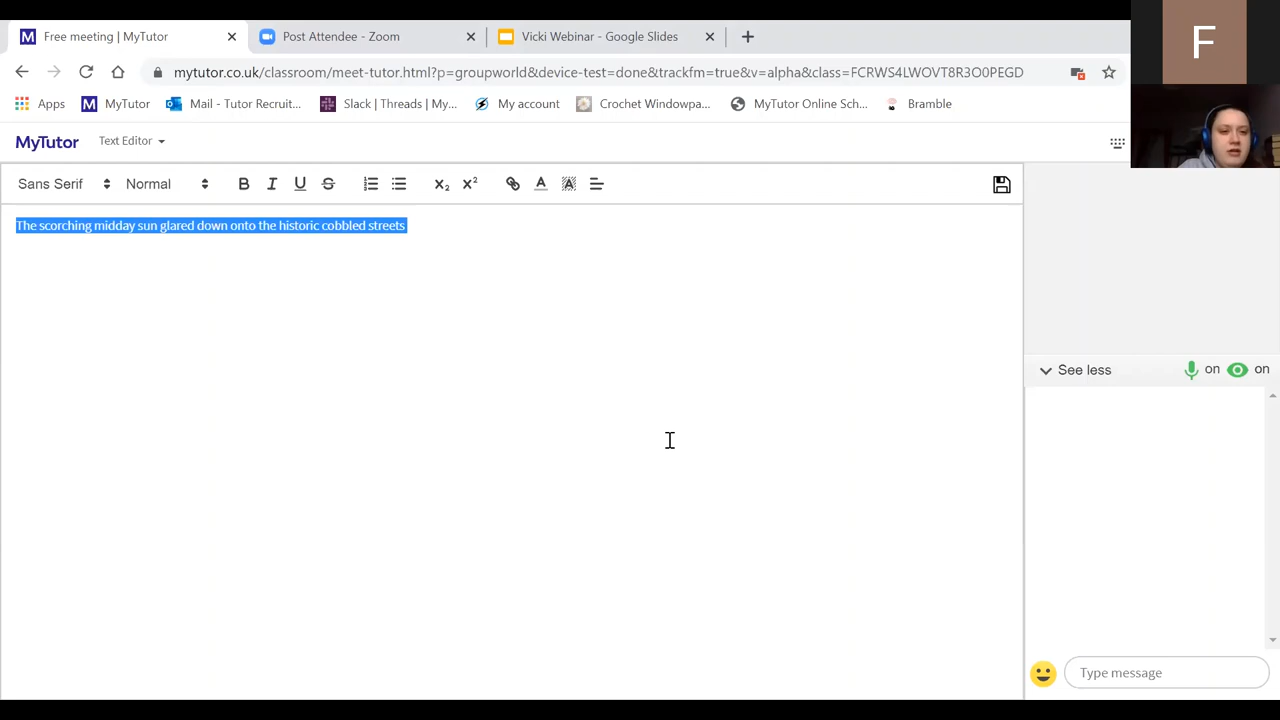 Free meeting | MyTutor
Post Attendee - Zoom
Vicki Webinar - Google Slides
F
mytutor.co.uk/classroom/meet-tutor.html?p=groupworld&device-test=done&trackfm=true&v=alpha&class=FCRWS4LWOVT8R3O0PEGD
Apps
MyTutor
Mail - Tutor Recruit...
Slack | Threads | My...
My account
Crochet Windowpa...
MyTutor Online Sch...
Bramble
MyTutor
Text Editor
Sans Serif
Normal
B I U S X₂ X² A A
The scorching midday sun glared down onto the historic cobbled streets
See less
on
on
Type message